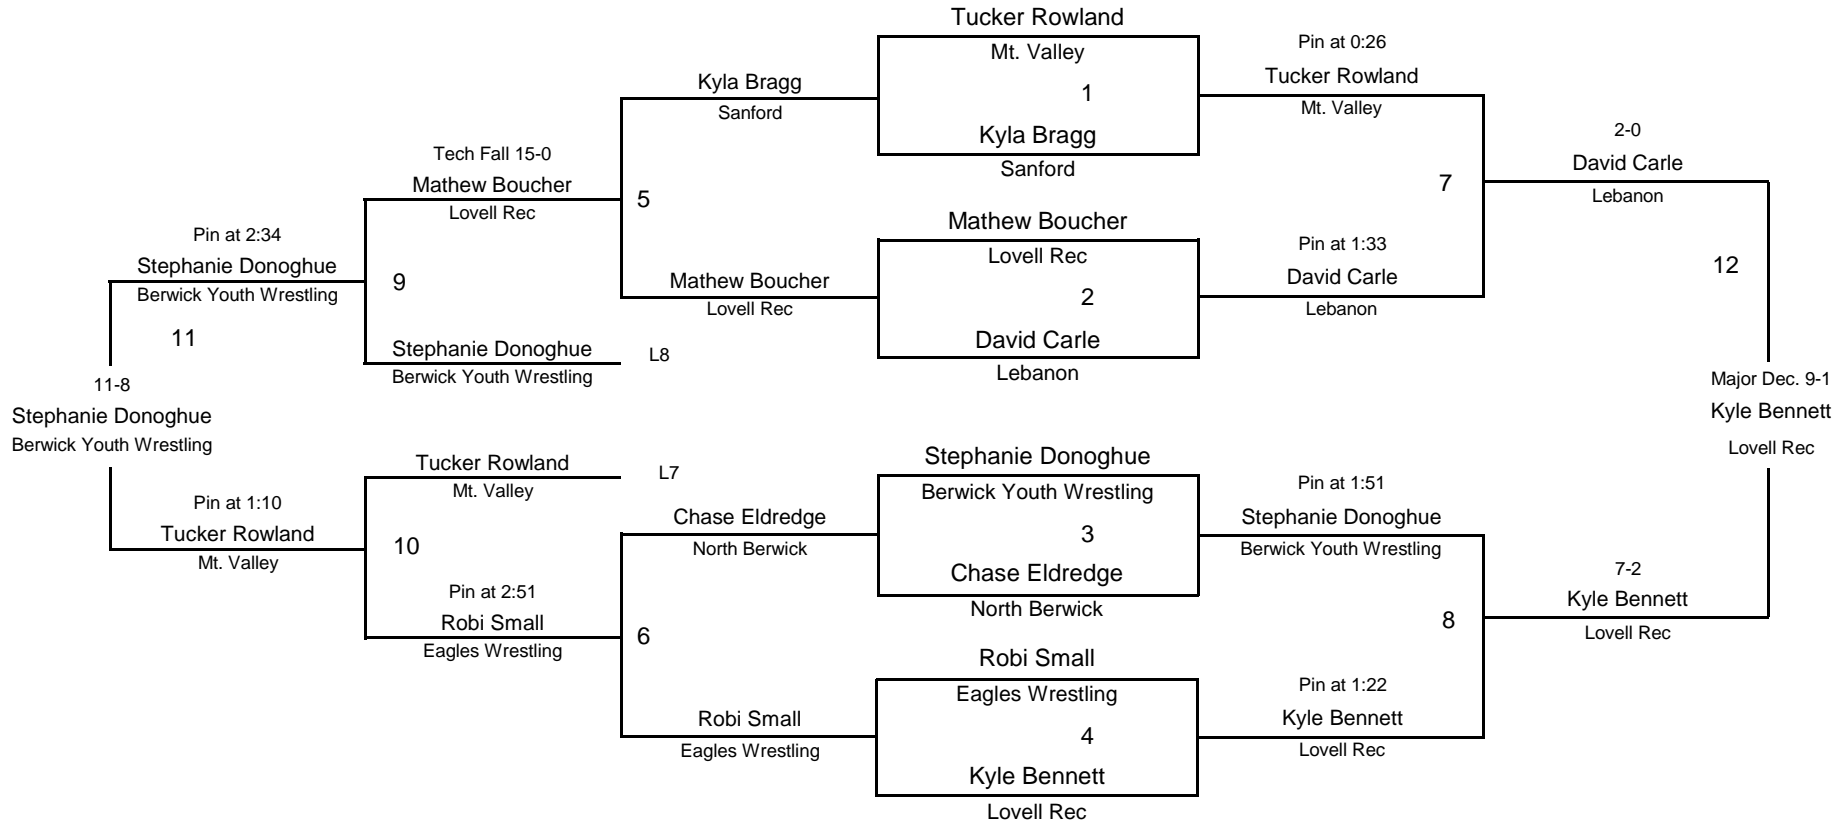 Tucker Rowland
Mt. Valley
1
Kyla Bragg
Sanford
Mathew Boucher
Lovell Rec
2
David Carle
Lebanon
Stephanie Donoghue
Berwick Youth Wrestling
3
Chase Eldredge
North Berwick
Robi Small
Eagles Wrestling
4
Kyle Bennett
Lovell Rec
Pin at 0:26
Tucker Rowland
Mt. Valley
7
Pin at 1:33
David Carle
Lebanon
Pin at 1:51
Stephanie Donoghue
Berwick Youth Wrestling
8
Pin at 1:22
Kyle Bennett
Lovell Rec
2-0
David Carle
Lebanon
12
7-2
Kyle Bennett
Lovell Rec
Major Dec. 9-1
Kyle Bennett
Lovell Rec
Kyla Bragg
Sanford
5
Mathew Boucher
Lovell Rec
Chase Eldredge
North Berwick
6
Robi Small
Eagles Wrestling
Tech Fall 15-0
Mathew Boucher
Lovell Rec
9
Stephanie Donoghue
L8
Berwick Youth Wrestling
Tucker Rowland
L7
Mt. Valley
10
Pin at 2:51
Robi Small
Eagles Wrestling
Pin at 2:34
Stephanie Donoghue
Berwick Youth Wrestling
11
Pin at 1:10
Tucker Rowland
Mt. Valley
11-8
Stephanie Donoghue
Berwick Youth Wrestling